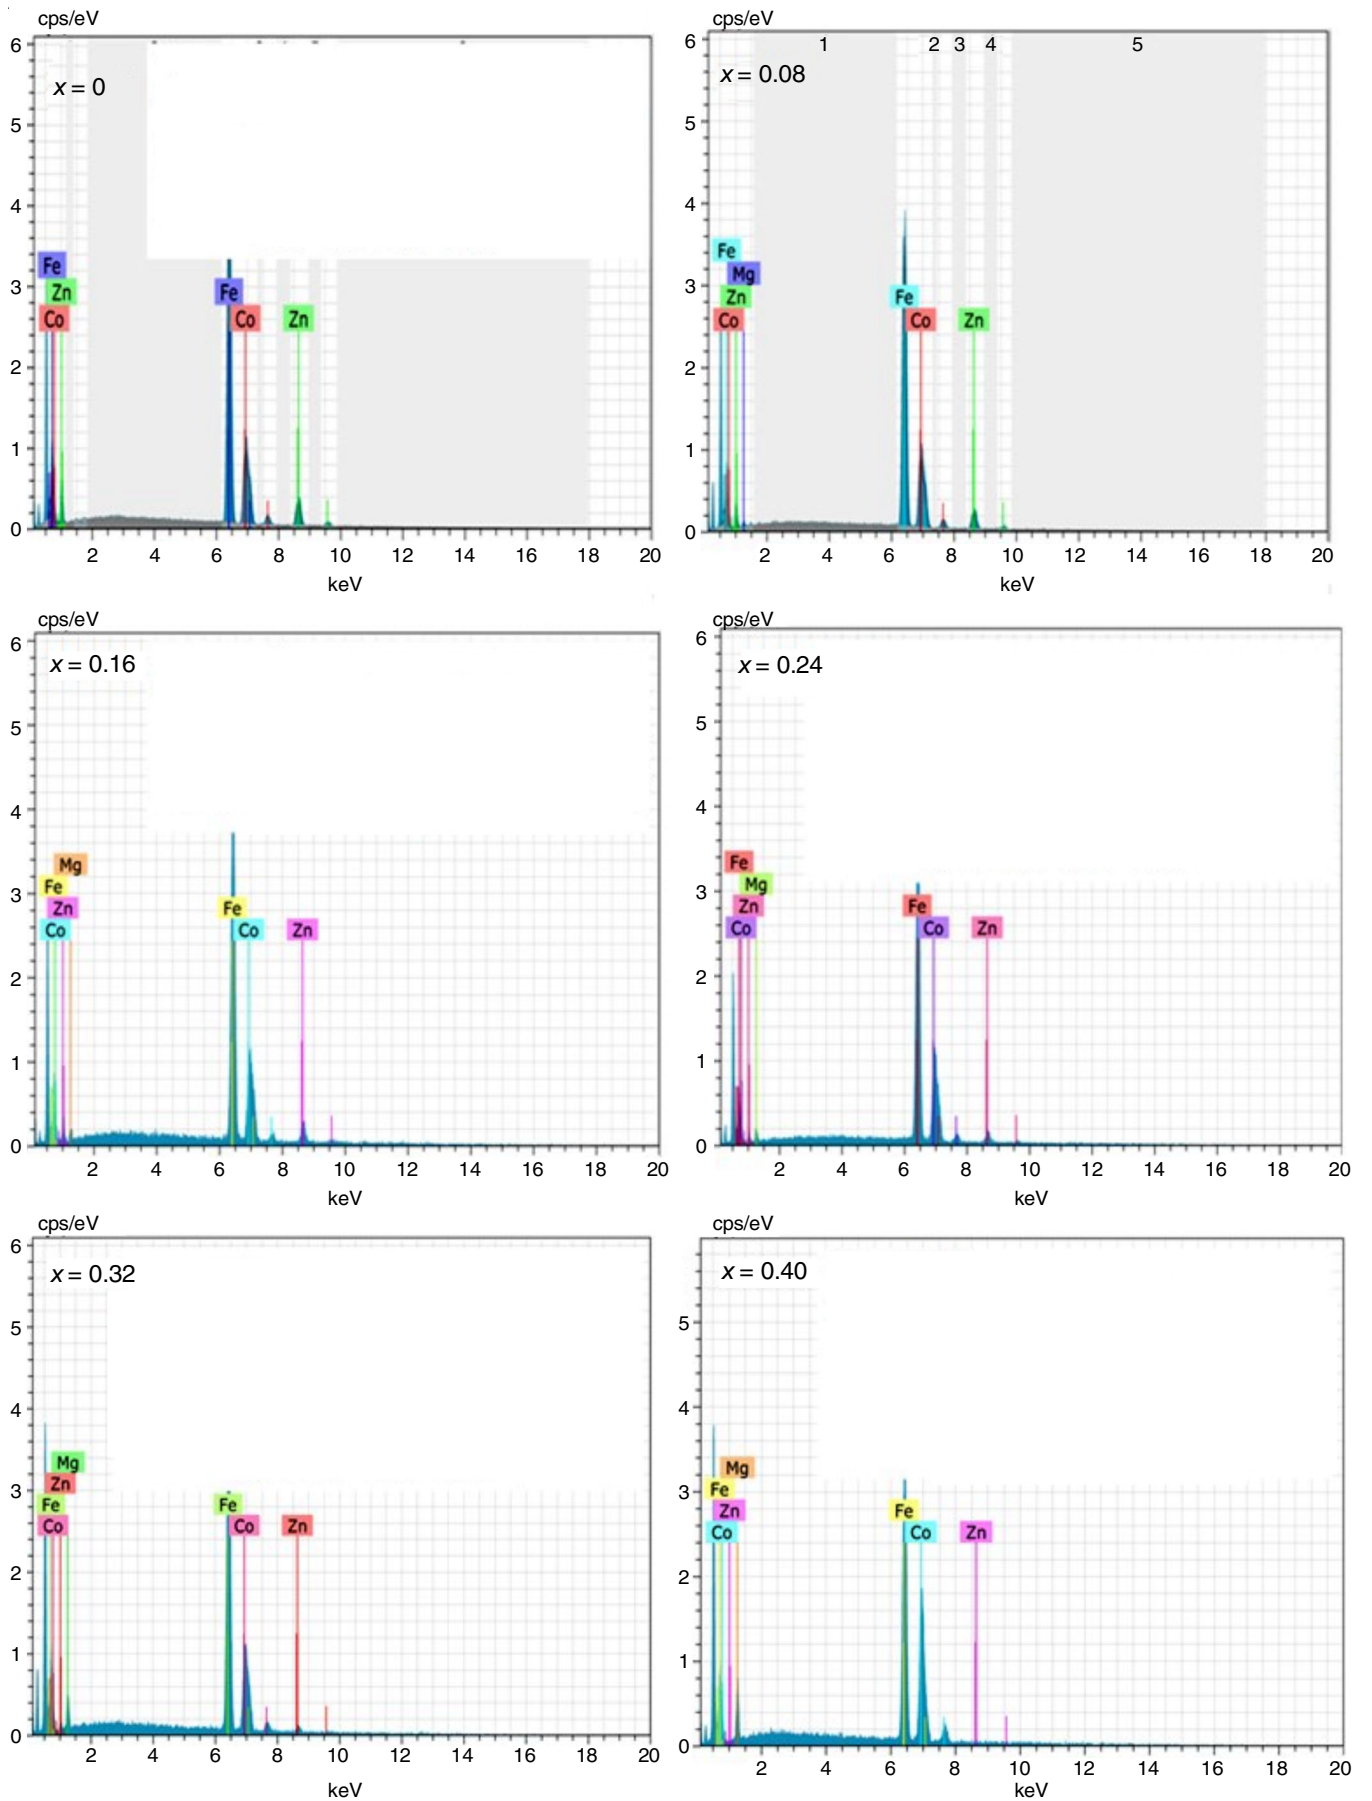 cps/eV
6
x = 0
5
4
Fe
3
Zn
Fe
Co
Co
Zn
2
1
0
2 4 6 8 10 12 14 16 18 20
keV
cps/eV
6
1 2 3 4 5
x = 0.08
5
4
Fe
Mg
3
Zn
Fe
Co
Co
Zn
2
1
0
2 4 6 8 10 12 14 16 18 20
keV
cps/eV
6
x = 0.16
5
4
Mg
3
Fe
Zn
Fe
Co
Co
Zn
2
1
0
2 4 6 8 10 12 14 16 18 20
keV
cps/eV
6
x = 0.24
5
4
Fe
3
Mg
Zn
Fe
Co
Co
Zn
2
1
0
2 4 6 8 10 12 14 16 18 20
keV
cps/eV
6
x = 0.32
5
4
Mg
3
Zn
Fe
Fe
Co
Co
Zn
2
1
0
2 4 6 8 10 12 14 16 18 20
keV
cps/eV
x = 0.40
5
4
Mg
3
Fe
Zn
Fe
Co
Co
Zn
2
1
0
2 4 6 8 10 12 14 16 18 20
keV